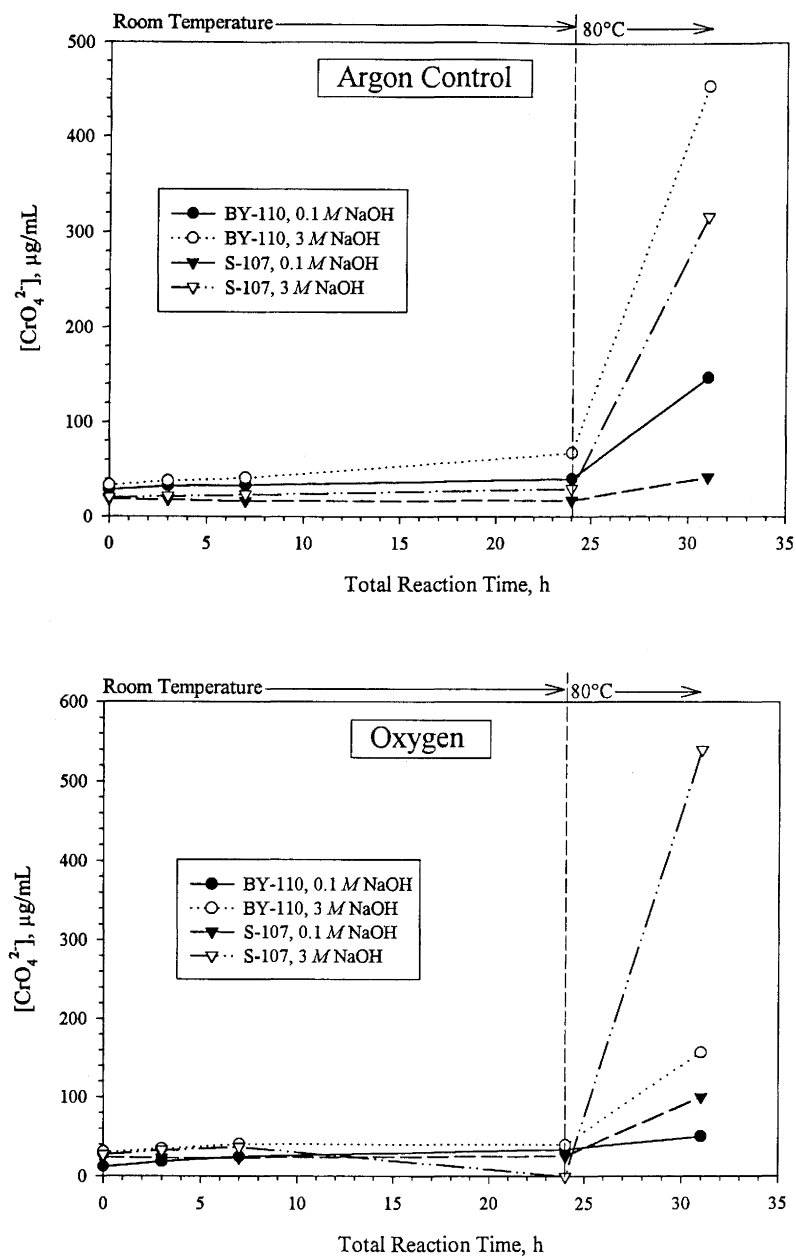 Room Temperature
80°C
Argon Control
500
400
300
200
100
0
[CrO₄²⁻], µg/mL
BY-110, 0.1 M NaOH
BY-110, 3 M NaOH
S-107, 0.1 M NaOH
S-107, 3 M NaOH
0 5 10 15 20 25 30 35
Total Reaction Time, h
Room Temperature
80°C
Oxygen
600
500
400
300
200
100
0
[CrO₄²⁻], µg/mL
BY-110, 0.1 M NaOH
BY-110, 3 M NaOH
S-107, 0.1 M NaOH
S-107, 3 M NaOH
0 5 10 15 20 25 30 35
Total Reaction Time, h